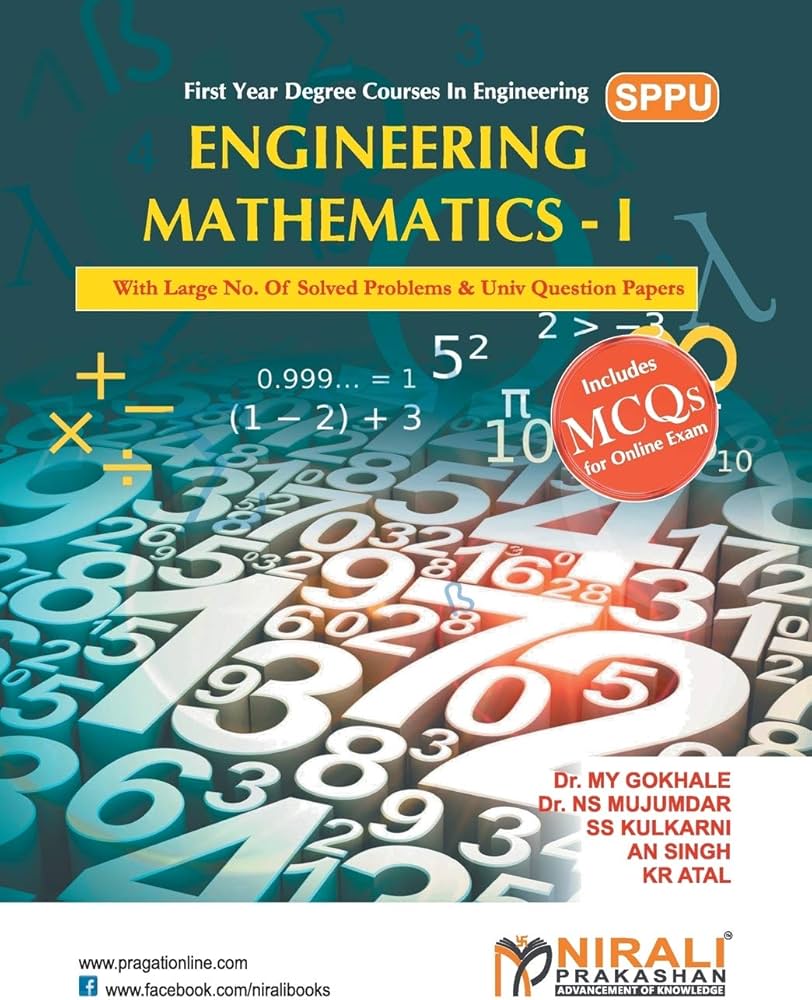 First Year Degree Courses In Engineering
SPPU
ENGINEERING
MATHEMATICS - I
With Large No. Of Solved Problems & Univ Question Papers
2 > −3
5²
0.999... = 1
(1 − 2) + 3
π
10
Includes
MCQs
for Online Exam
10
Dr. MY GOKHALE
Dr. NS MUJUMDAR
SS KULKARNI
AN SINGH
KR ATAL
www.pragationline.com
www.facebook.com/niralibooks
NIRALI
PRAKASHAN
ADVANCEMENT OF KNOWLEDGE